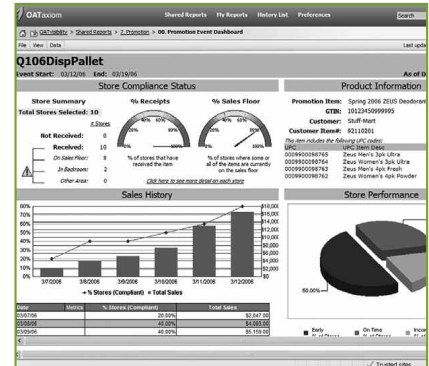 OATaxiom
Shared Reports My Reports History List Preferences Search
OATVisibility > Shared Reports > Z. Promotion > 00. Promotion Event Dashboard
File View Data Last upda
Q106DispPallet
Event Start: 03/12/06 End: 03/19/06 As of D
Store Compliance Status
Store Summary
Total Stores Selected: 10
# Stores
Not Received: 0
Received: 10
On Sales Floor: 8
In Backroom: 2
Other Area: 0
% Receipts
% of stores that have
received the item
% Sales Floor
% of stores where some or
all of the items are currently
on the sales floor
Click here to see more detail on each store
Product Information
Promotion Item: Spring 2006 ZEUS Deodorant
GTIN: 10123450999995
Customer: Stuff-Mart
Customer Item#: 92110201
This item includes the following UPC codes:
UPC UPC Item Desc
0009900098765 Zeus Men's 3pk Ultra
0009900098764 Zeus Women's 3pk Ultra
0009900098763 Zeus Men's 4pk Fresh
0009900098762 Zeus Women's 4pk Powder
Sales History
80%
70%
60%
50%
40%
30%
20%
10%
0%
$18,000
$16,000
$14,000
$12,000
$10,000
$8,000
$6,000
$4,000
$2,000
$0
3/7/2006 3/8/2006 3/9/2006 3/10/2006 3/11/2006 3/12/2006
% Stores (Compliant) Total Sales
Date Metrics % Stores (Compliant) Total Sales
03/07/06 20.00% $2,047.00
03/08/06 40.00% $4,093.00
03/09/06 40.00% $5,159.00
Store Performance
50.00%
Early On Time Incom
Trusted sites